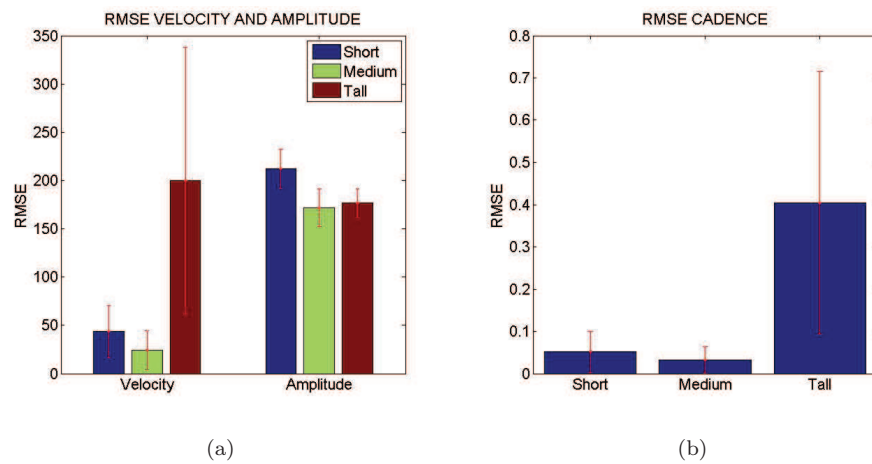 RMSE VELOCITY AND AMPLITUDE
350
300
250
200
150
100
50
0
RMSE
Short
Medium
Tall
Velocity
Amplitude
(a)
RMSE CADENCE
0.8
0.7
0.6
0.5
0.4
0.3
0.2
0.1
0
RMSE
Short
Medium
Tall
(b)